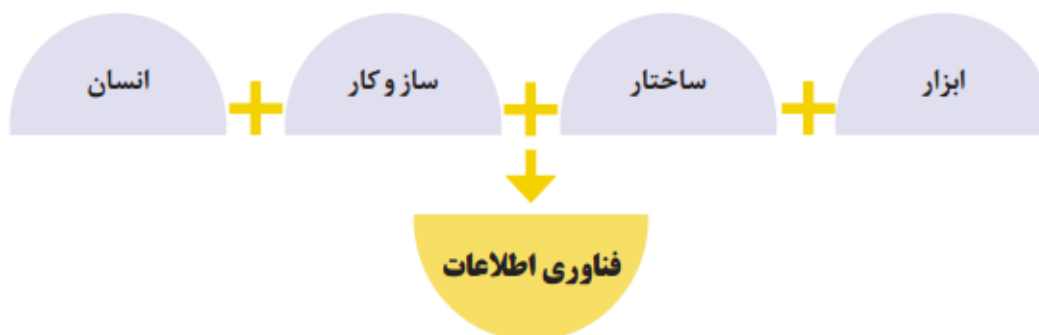 ابزار + ساختار + ساز و کار + انسان
فناوری اطلاعات